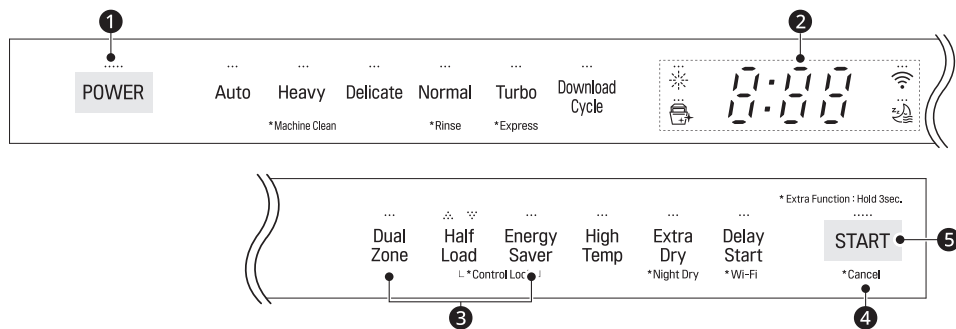 1
2
POWER
Auto Heavy Delicate Normal Turbo Download Cycle
8:88
*Machine Clean *Rinse *Express
* Extra Function : Hold 3sec.
Dual Zone Half Load Energy Saver High Temp Extra Dry Delay Start START
5
*Control Lock *Night Dry *Wi-Fi *Cancel
3
4